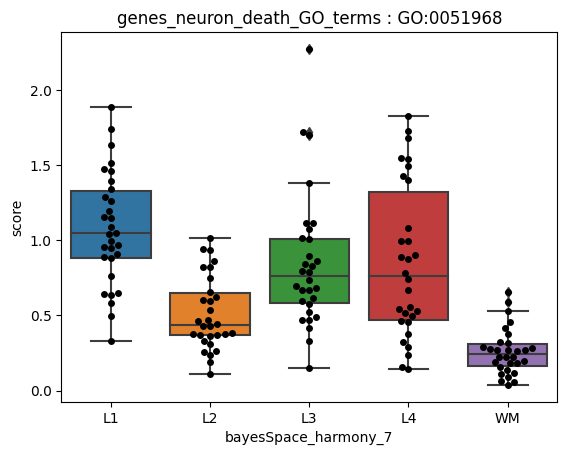 genes_neuron_death_GO_terms : GO:0051968
score
2.0
1.5
1.0
0.5
0.0
L1 L2 L3 L4 WM
bayesSpace_harmony_7